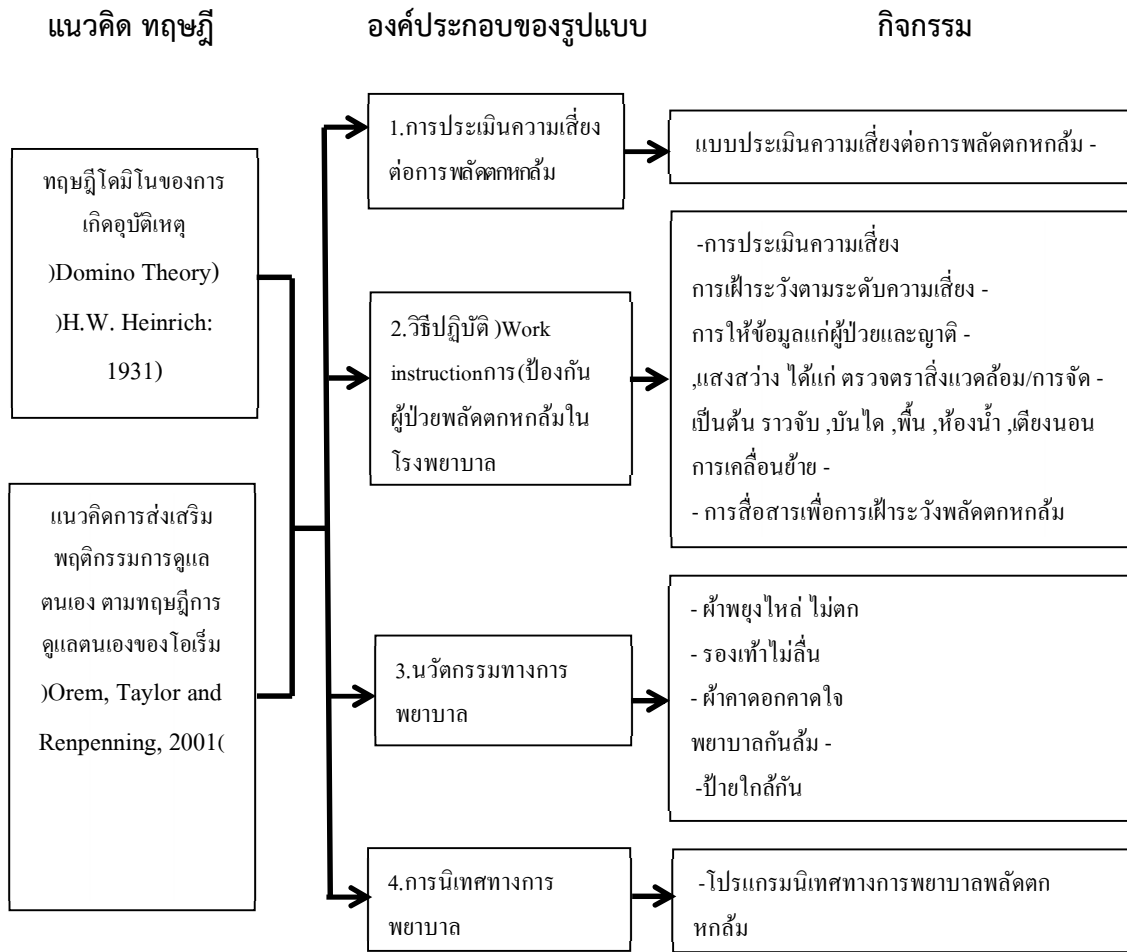 แนวคิด ทฤษฎี
องค์ประกอบของรูปแบบ
กิจกรรม
ทฤษฎีโดมิโนของการ
เกิดอุบัติเหตุ
)Domino Theory)
)H.W. Heinrich:
1931)
แนวคิดการส่งเสริม
พฤติกรรมการดูแล
ตนเอง ตามทฤษฎีการ
ดูแลตนเองของโอเร็ม
)Orem, Taylor and
Renpenning, 2001(
1.การประเมินความเสี่ยง
ต่อการพลัดตกหกล้ม
2.วิธีปฏิบัติ )Work
instructionการ(ป้องกัน
ผู้ป่วยพลัดตกหกล้มใน
โรงพยาบาล
3.นวัตกรรมทางการ
พยาบาล
4.การนิเทศทางการ
พยาบาล
แบบประเมินความเสี่ยงต่อการพลัดตกหกล้ม -
-การประเมินความเสี่ยง
การเฝ้าระวังตามระดับความเสี่ยง -
การให้ข้อมูลแก่ผู้ป่วยและญาติ -
,แสงสว่าง ได้แก่ ตรวจตราสิ่งแวดล้อม/การจัด -
เป็นต้น ราวจับ ,บันได ,พื้น ,ห้องน้ำ ,เตียงนอน
การเคลื่อนย้าย -
- การสื่อสารเพื่อการเฝ้าระวังพลัดตกหกล้ม
- ผ้าพยุงไหล่ ไม่ตก
- รองเท้าไม่ลื่น
- ผ้าคาดอกคาดใจ
พยาบาลกันล้ม -
-ป้ายใกล้กัน
-โปรแกรมนิเทศทางการพยาบาลพลัดตก
หกล้ม